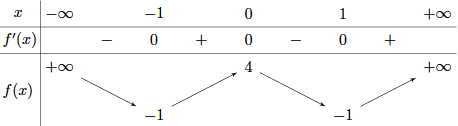 x −∞ −1 0 1 +∞
f′(x) − 0 + 0 − 0 +
+∞ 4 +∞
f(x)
−1 −1